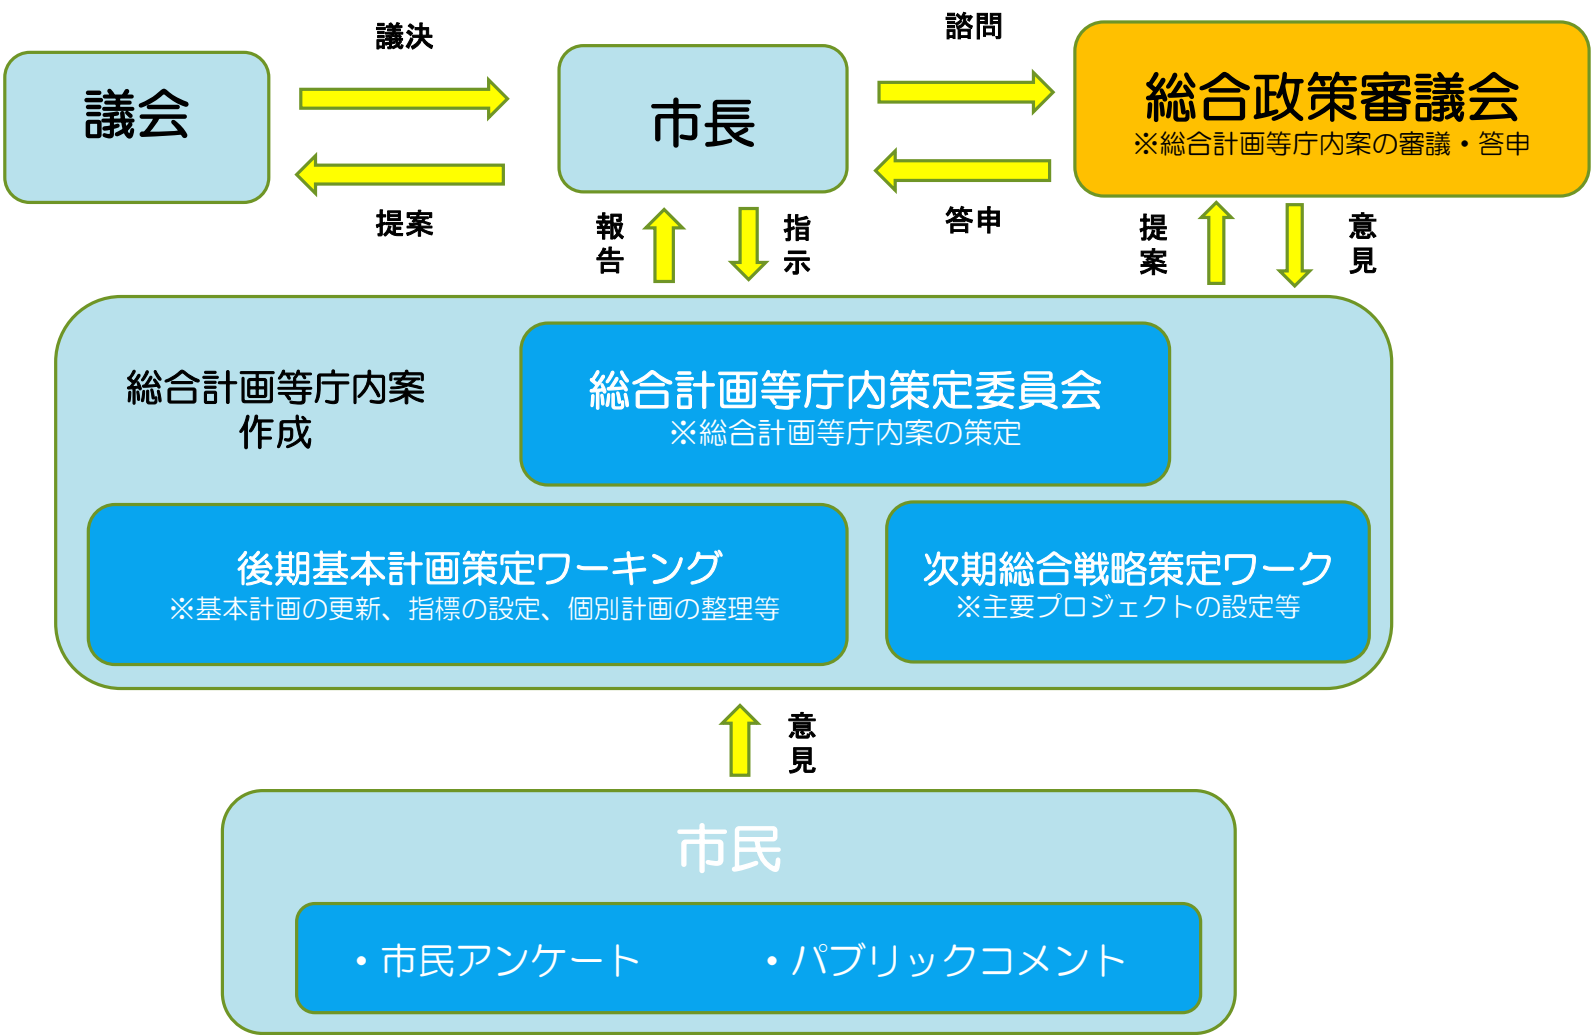 議決
諮問
議会
市長
総合政策審議会
※総合計画等庁内案の審議・答申
提案
答申
報告
指示
提案
意見
総合計画等庁内案
作成
総合計画等庁内策定委員会
※総合計画等庁内案の策定
後期基本計画策定ワーキング
※基本計画の更新、指標の設定、個別計画の整理等
次期総合戦略策定ワーク
※主要プロジェクトの設定等
意見
市民
・市民アンケート
・パブリックコメント